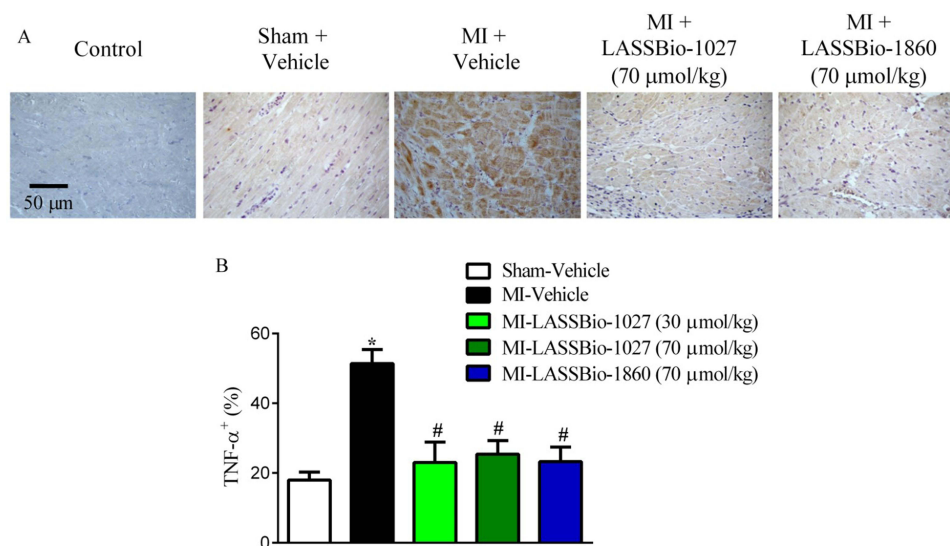 A
Control
Sham +
Vehicle
MI +
Vehicle
MI +
LASSBio-1027
(70 μmol/kg)
MI +
LASSBio-1860
(70 μmol/kg)
50 μm
B
Sham-Vehicle
MI-Vehicle
MI-LASSBio-1027 (30 μmol/kg)
MI-LASSBio-1027 (70 μmol/kg)
MI-LASSBio-1860 (70 μmol/kg)
TNF-α⁺ (%)
60
40
20
0
*
#
#
#